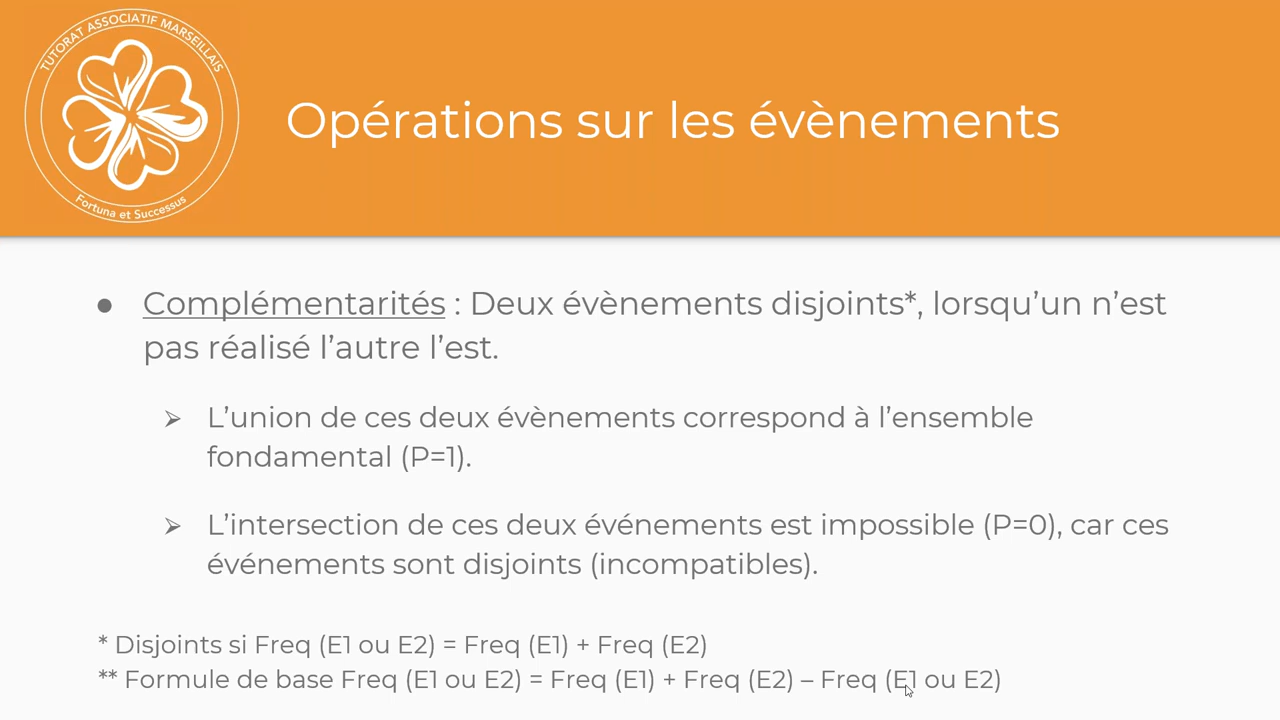 TUTORAT ASSOCIATIF MARSEILLAIS
Fortuna et Successus
Opérations sur les évènements
● Complémentarités : Deux évènements disjoints*, lorsqu’un n’est
pas réalisé l’autre l’est.
➢ L’union de ces deux évènements correspond à l’ensemble
fondamental (P=1).
➢ L’intersection de ces deux événements est impossible (P=0), car ces
événements sont disjoints (incompatibles).
* Disjoints si Freq (E1 ou E2) = Freq (E1) + Freq (E2)
** Formule de base Freq (E1 ou E2) = Freq (E1) + Freq (E2) – Freq (E1 ou E2)